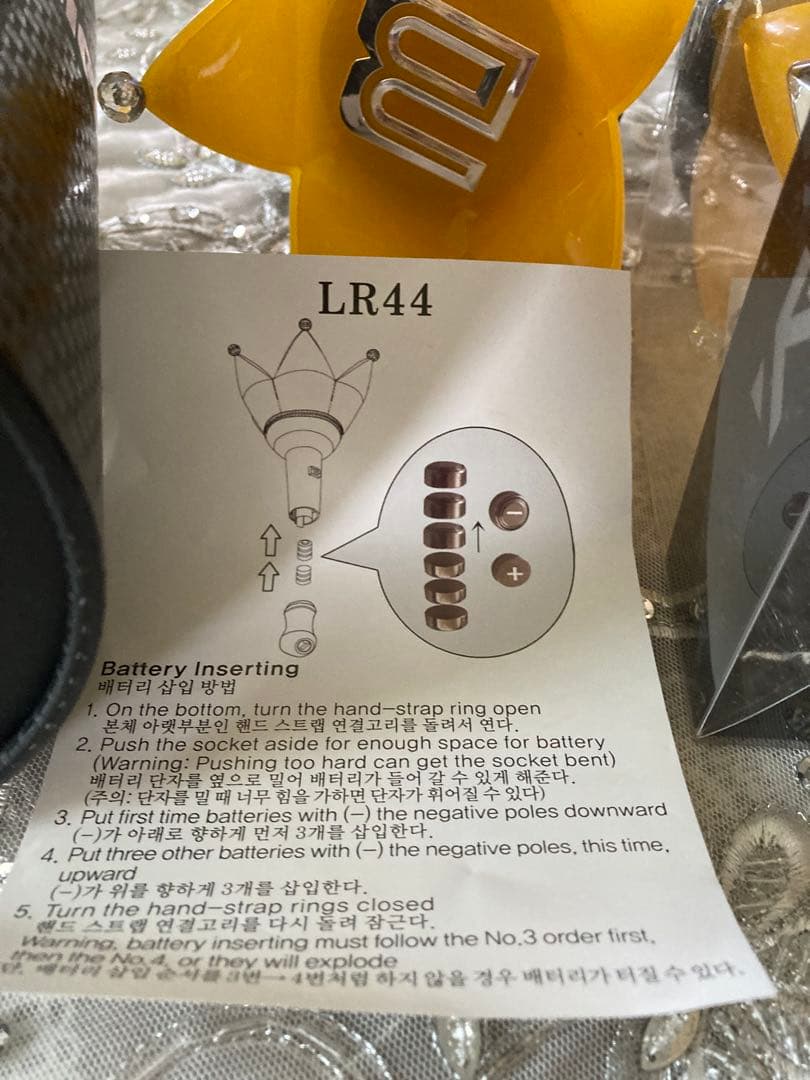 LR44
Battery Inserting
배터리 삽입 방법
1. On the bottom, turn the hand-strap ring open
본체 아랫부분인 핸드 스트랩 연결고리를 돌려서 연다.
2. Push the socket aside for enough space for battery
(Warning: Pushing too hard can get the socket bent)
배터리 단자를 옆으로 밀어 배터리가 들어 갈 수 있게 해준다.
(주의: 단자를 밀 때 너무 힘을 가하면 단자가 휘어질 수 있다)
3. Put first time batteries with (-) the negative poles downward
(-)가 아래로 향하게 먼저 3개를 삽입한다.
4. Put three other batteries with (-) the negative poles, this time,
upward
(-)가 위를 향하게 3개를 삽입한다.
5. Turn the hand-strap rings closed
핸드 스트랩 연결고리를 다시 돌려 잠근다.
Warning, battery inserting must follow the No.3 order first,
then the No.4, or they will explode
단, 배터리 삽입 순서를 3번→4번처럼 하지 않을 경우 배터리가 터질 수 있다.